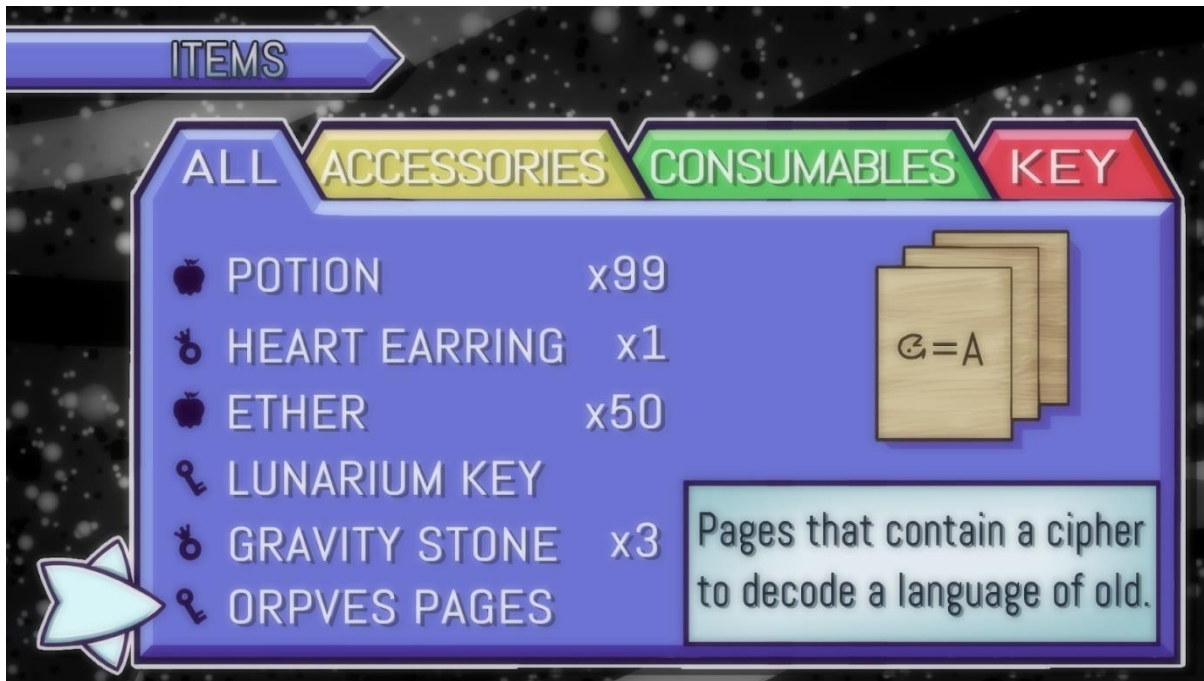 ITEMS
ALL ACCESSORIES CONSUMABLES KEY
POTION x99
HEART EARRING x1
ETHER x50
LUNARIUM KEY
GRAVITY STONE x3
ORPVES PAGES
=A
Pages that contain a cipher
to decode a language of old.